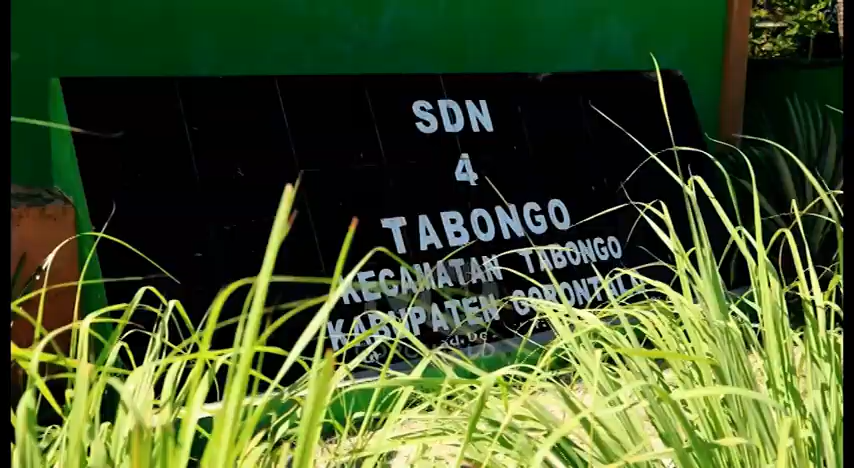 SDN
4
TABONGO
KECAMATAN TABONGO
KABUPATEN GORONTALO